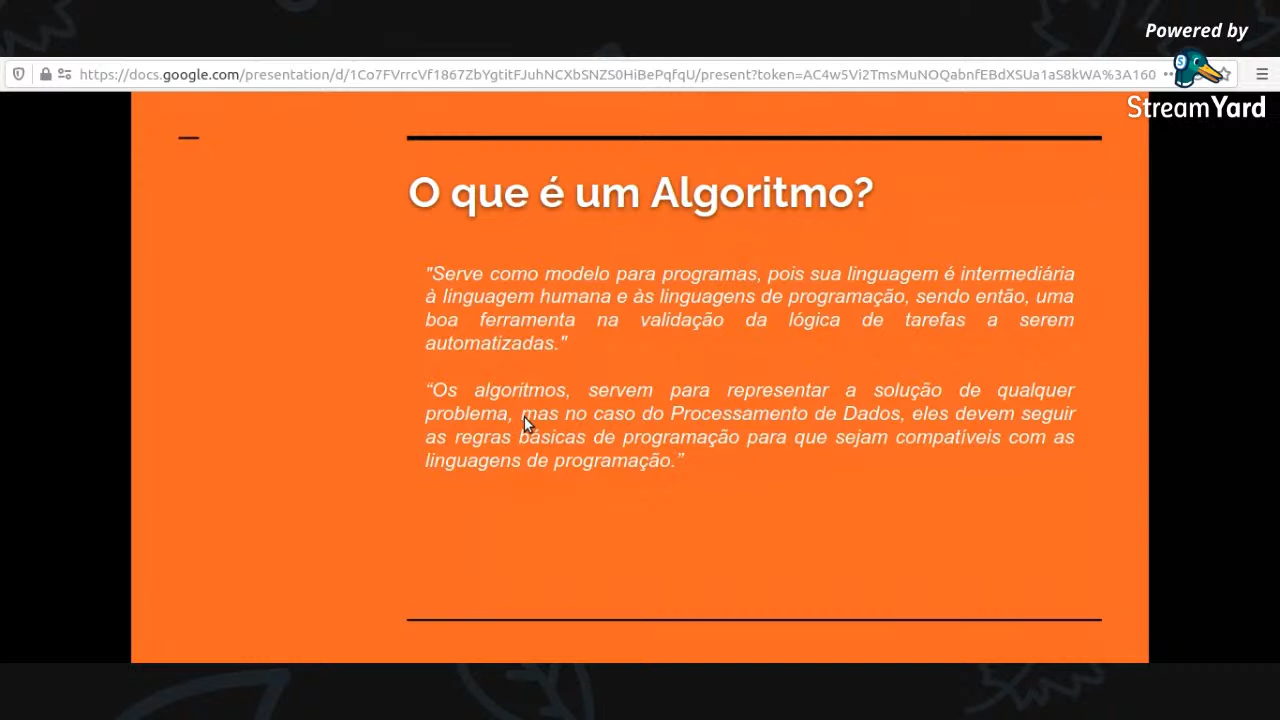 Powered by
https://docs.google.com/presentation/d/1Co7FVrrcVf1867ZbYgtitFJuhNCXbSNZS0HiBePqfqU/present?token=AC4w5Vi2TmsMuNOQabnfEBdXSUa1aS8kWA%3A160
StreamYard
O que é um Algoritmo?
"Serve como modelo para programas, pois sua linguagem é intermediária
à linguagem humana e às linguagens de programação, sendo então, uma
boa ferramenta na validação da lógica de tarefas a serem
automatizadas."
“Os algoritmos, servem para representar a solução de qualquer
problema, mas no caso do Processamento de Dados, eles devem seguir
as regras básicas de programação para que sejam compatíveis com as
linguagens de programação.”